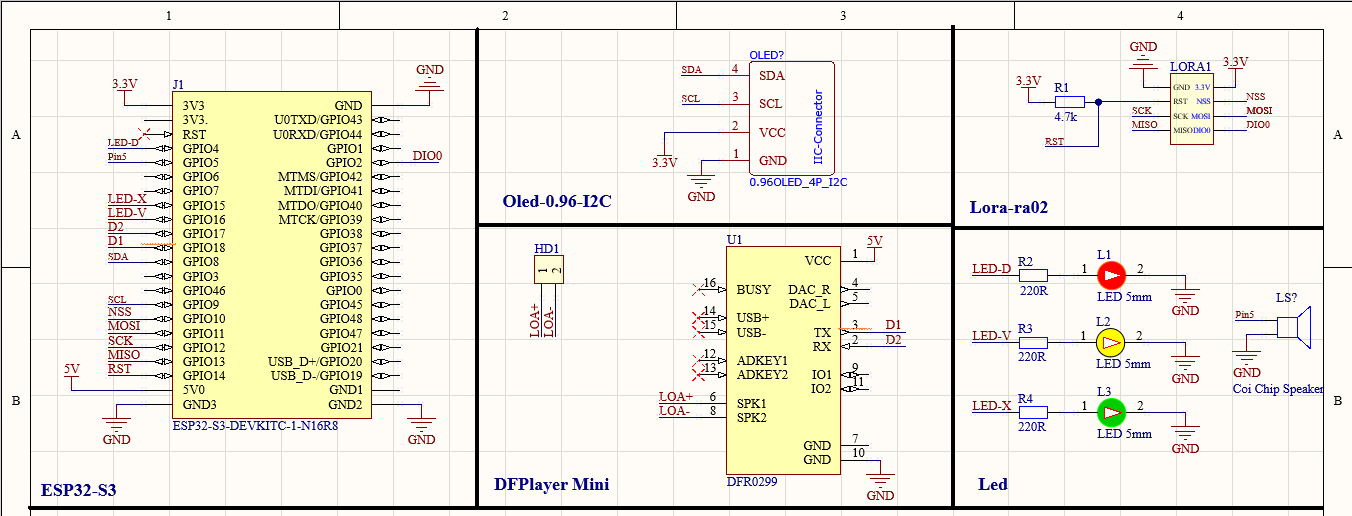 1
2
3
4
A
A
B
B
J1
3.3V
GND
3V3
GND
3V3.
U0TXD/GPIO43
RST
U0RXD/GPIO44
LED-D
GPIO4
GPIO1
Pin5
GPIO5
GPIO2
DIO0
GPIO6
MTMS/GPIO42
GPIO7
MTDI/GPIO41
LED-X
GPIO15
MTDO/GPIO40
LED-V
GPIO16
MTCK/GPIO39
D2
GPIO17
GPIO38
D1
GPIO18
GPIO37
SDA
GPIO8
GPIO36
GPIO3
GPIO35
GPIO46
GPIO0
SCL
GPIO9
GPIO45
NSS
GPIO10
GPIO48
MOSI
GPIO11
GPIO47
SCK
GPIO12
GPIO21
MISO
GPIO13
USB_D+/GPIO20
RST
GPIO14
USB_D-/GPIO19
5V
5V0
GND1
GND3
GND2
GND
GND
ESP32-S3-DEVKITC-1-N16R8
ESP32-S3
OLED?
SDA
4
SDA
SCL
3
SCL
2
VCC
3.3V
1
GND
GND
IIC-Connector
0.96OLED_4P_I2C
Oled-0.96-I2C
HD1
1
2
LOA+
LOA-
U1
5V
VCC
1
16
BUSY
DAC_R
4
DAC_L
5
14
USB+
15
USB-
TX
3
D1
RX
2
D2
12
ADKEY1
13
ADKEY2
IO1
9
IO2
11
LOA+
6
SPK1
LOA-
8
SPK2
GND
7
GND
10
GND
DFR0299
DFPlayer Mini
GND
LORA1
3.3V
3.3V
R1
4.7k
GND
3.3V
RST
NSS
NSS
SCK
SCK
MOSI
MOSI
MISO
MISO
DIO0
DIO0
RST
Lora-ra02
LED-D
R2
220R
1
L1
2
LED 5mm
GND
LED-V
R3
220R
1
L2
2
LED 5mm
GND
LED-X
R4
220R
1
L3
2
LED 5mm
GND
LS?
Pin5
GND
Coi Chip Speaker
Led